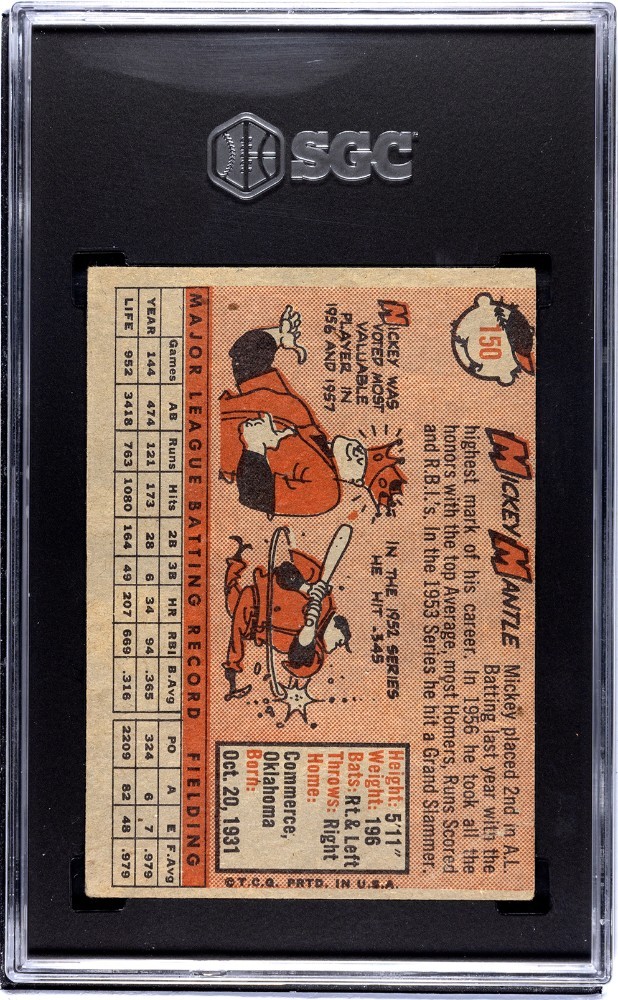 SGC
150
MICKEY MANTLE
Mickey placed 2nd in A.L.
Batting last year with the
highest mark of his career. In 1956 he took all the
honors with the top Average, most Homers, Runs Scored
and R.B.I.'s. In the 1953 Series he hit a Grand Slammer.
MICKEY WAS
VOTED MOST
VALUABLE
PLAYER IN
1956 AND 1957
IN THE 1952 SERIES
HE HIT .345
Height: 5'11"
Weight: 196
Bats: Rt. & Left
Throws: Right
Home:
Commerce,
Oklahoma
Born:
Oct. 20, 1931
MAJOR LEAGUE BATTING RECORD FIELDING
Games AB Runs Hits 2B 3B HR RBI B.Avg PO A E F.Avg
YEAR 144 474 121 173 28 6 34 94 .365 324 6 7 .979
LIFE 952 3418 763 1080 164 49 207 669 .316 2209 82 48 .979
©T.C.G. PRTD. IN U.S.A.